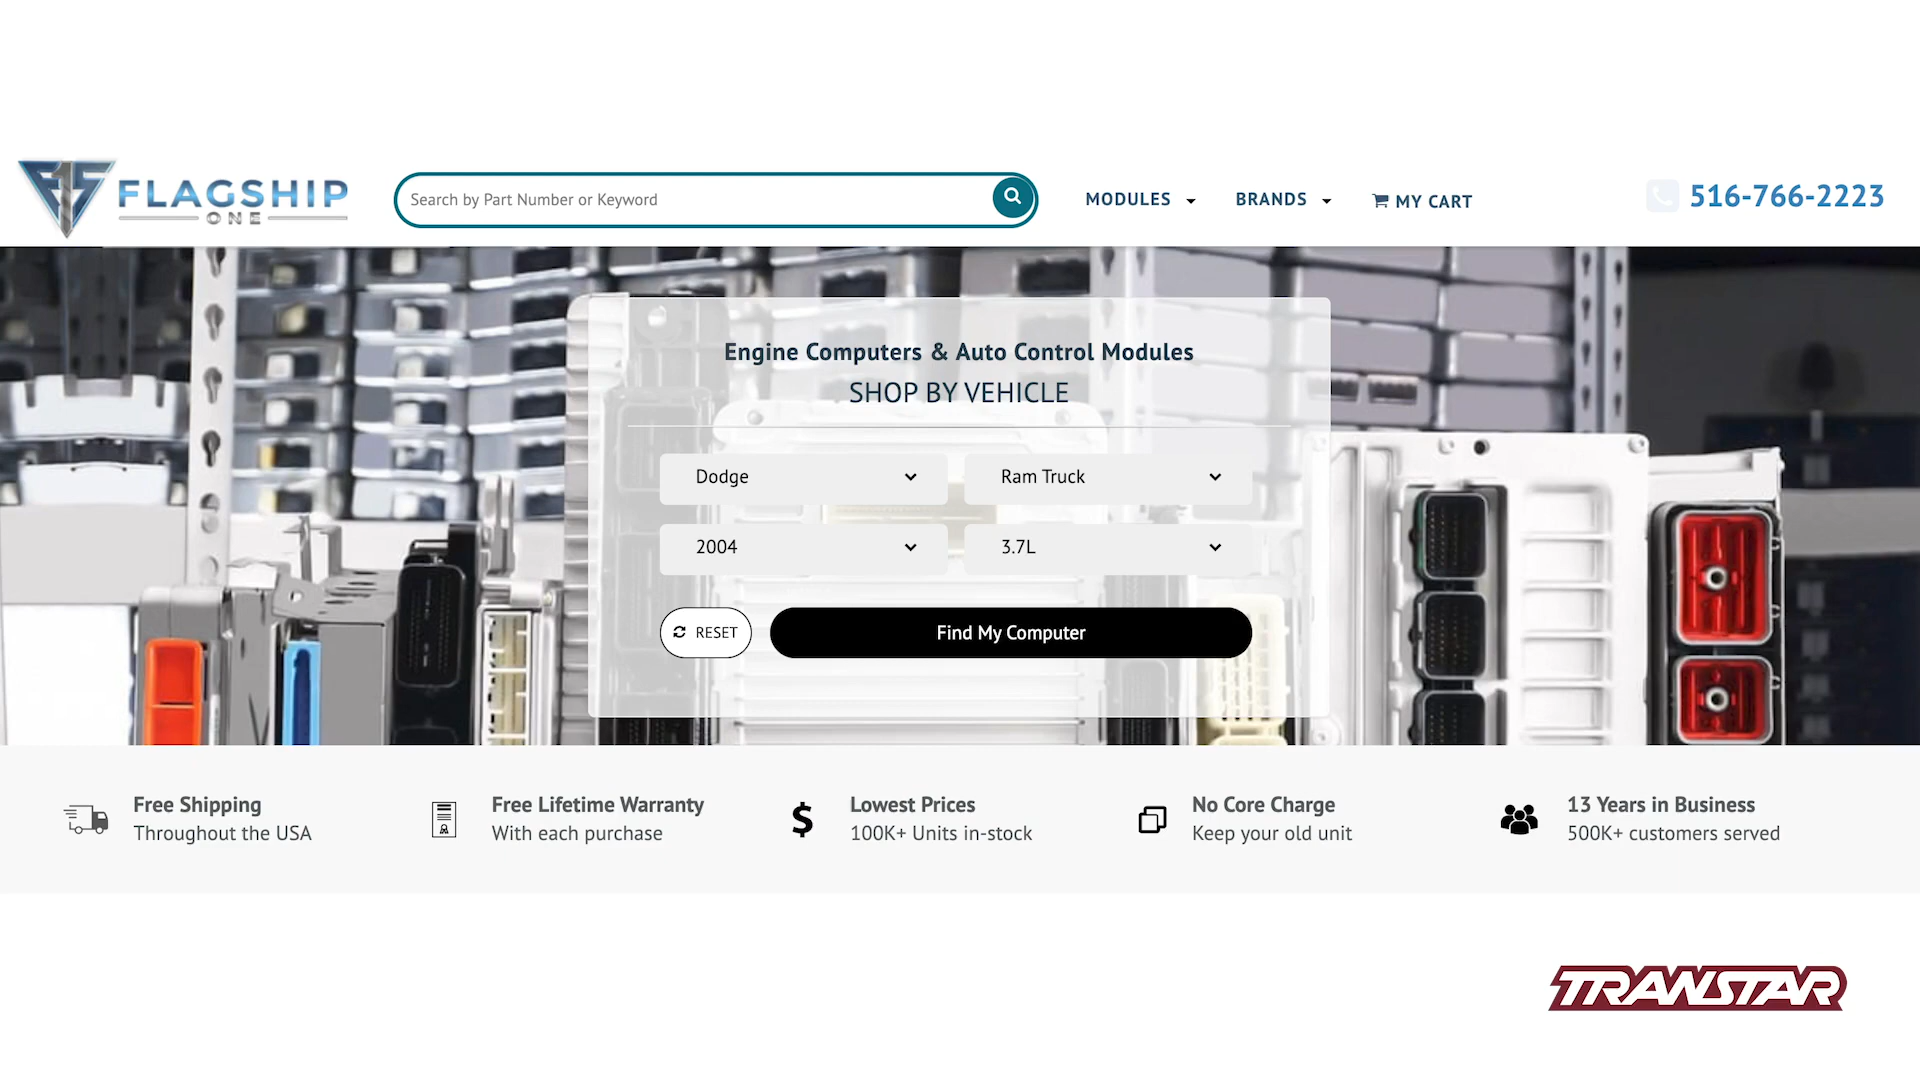 FLAGSHIP
ONE
Search by Part Number or Keyword
MODULES
BRANDS
MY CART
516-766-2223
Engine Computers & Auto Control Modules
SHOP BY VEHICLE
Dodge
Ram Truck
2004
3.7L
RESET
Find My Computer
Free Shipping
Throughout the USA
Free Lifetime Warranty
With each purchase
Lowest Prices
100K+ Units in-stock
No Core Charge
Keep your old unit
13 Years in Business
500K+ customers served
TRANSTAR